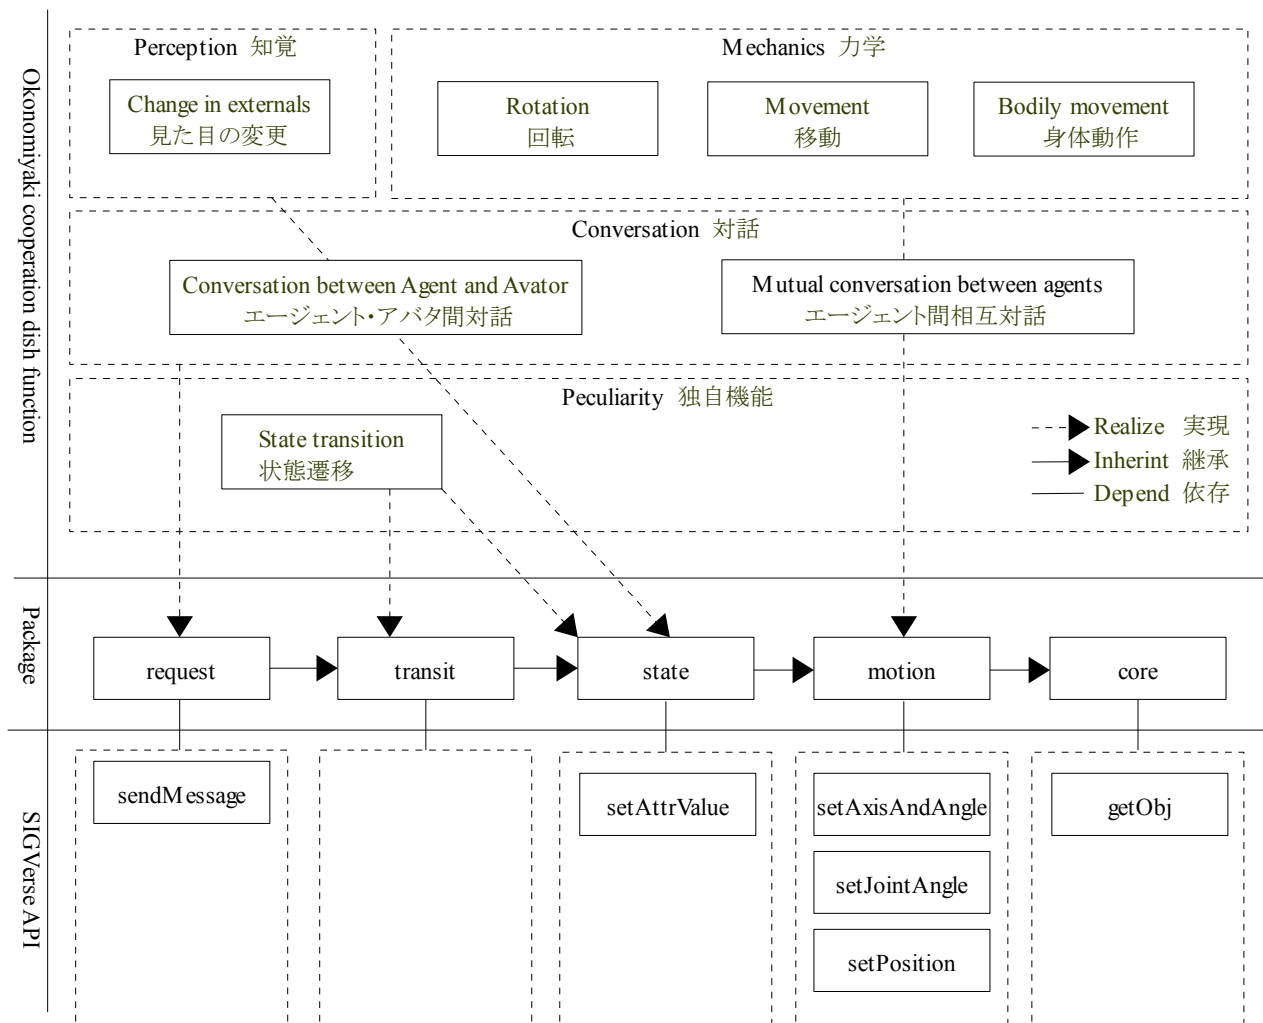 Okonomiyaki cooperation dish function
Perception 知覚
Change in externals
見た目の変更
Mechanics 力学
Rotation
回転
Movement
移動
Bodily movement
身体動作
Conversation 対話
Conversation between Agent and Avator
エージェント・アバタ間対話
Mutual conversation between agents
エージェント間相互対話
Peculiarity 独自機能
State transition
状態遷移
Realize 実現
Inherint 継承
Depend 依存
Package
request
transit
state
motion
core
SIGVerse API
sendMessage
setAttrValue
setAxisAndAngle
setJointAngle
setPosition
getObj